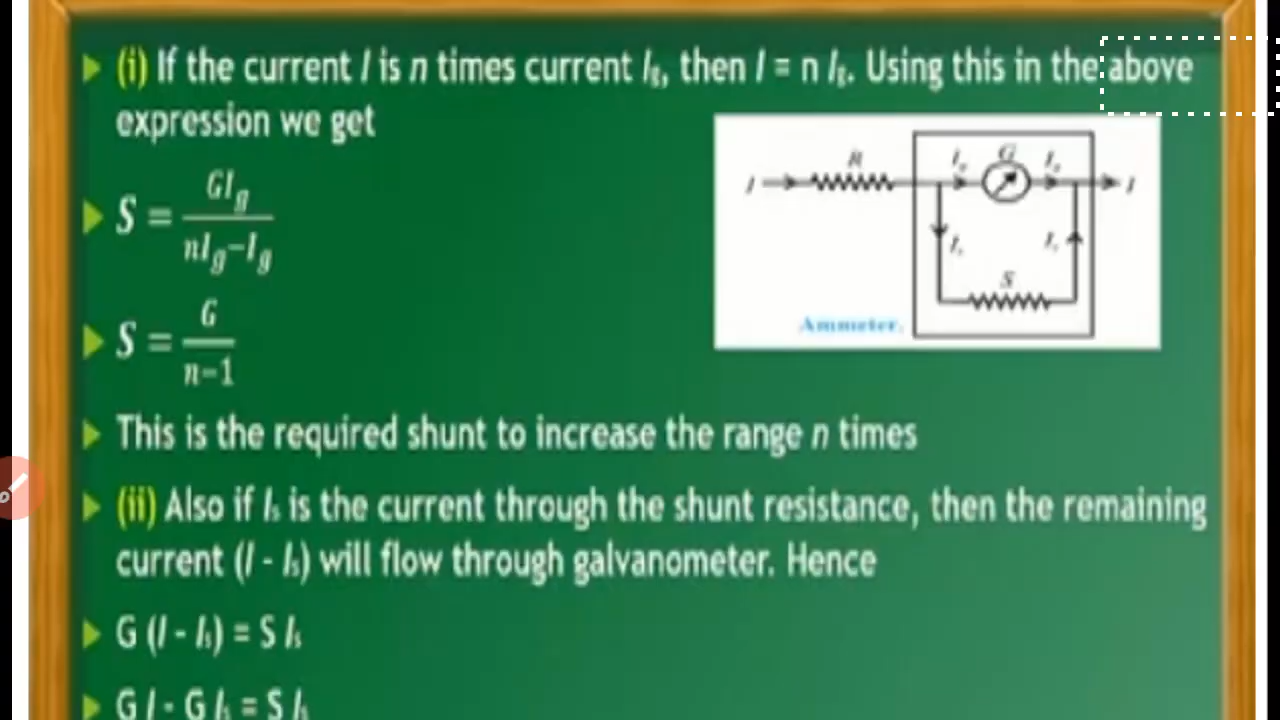 (i) If the current I is n times current Ig, then I = n Ig. Using this in the above
expression we get
S = GIg / nIg-Ig
S = G / n-1
I R Ig G Ig I
Is Is
S
Ammeter.
This is the required shunt to increase the range n times
(ii) Also if Is is the current through the shunt resistance, then the remaining
current (I - Is) will flow through galvanometer. Hence
G (I - Is) = S Is
G I - G Is = S Is